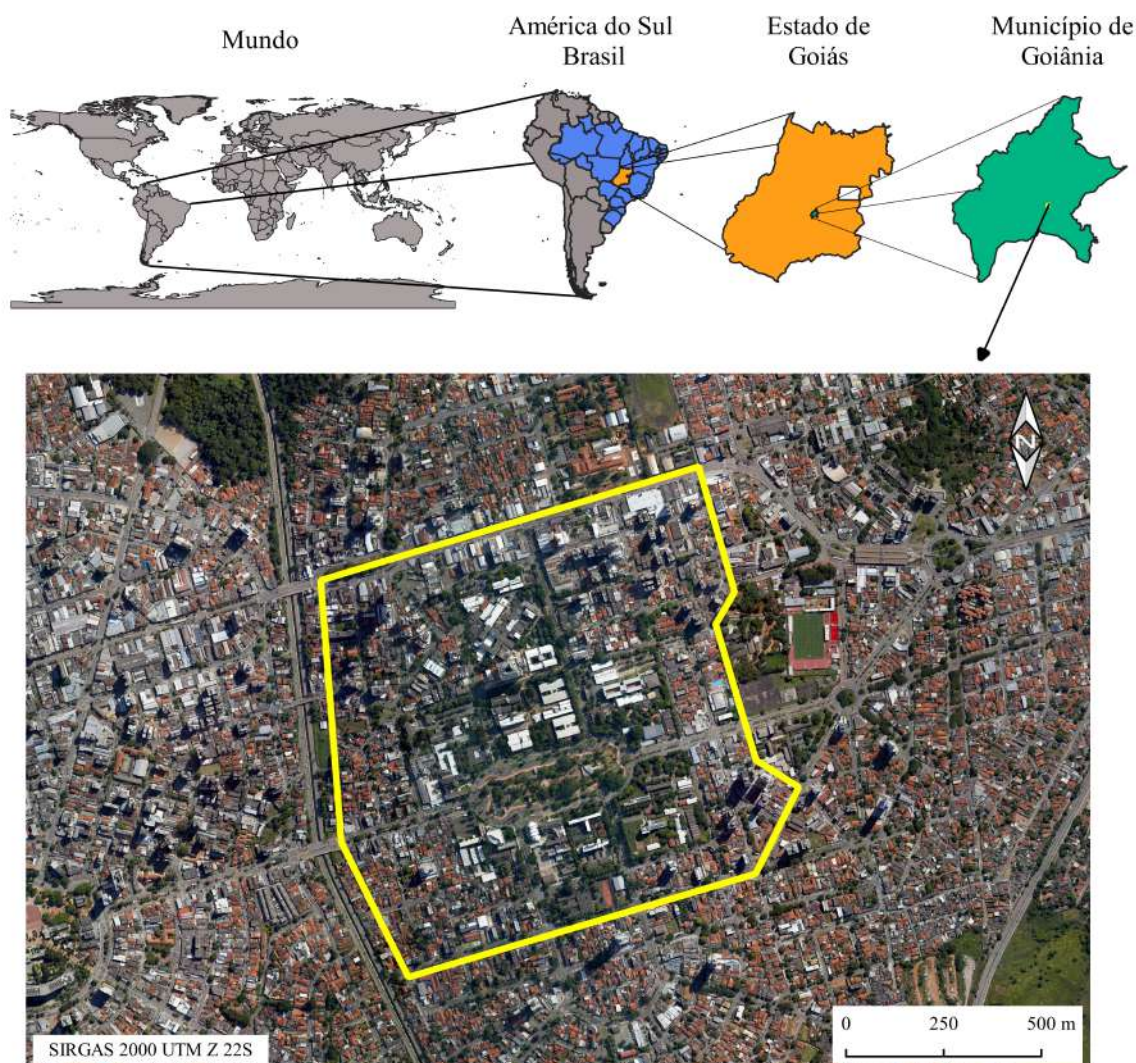 Mundo
América do Sul
Brasil
Estado de
Goiás
Município de
Goiânia
N
SIRGAS 2000 UTM Z 22S
0 250 500 m